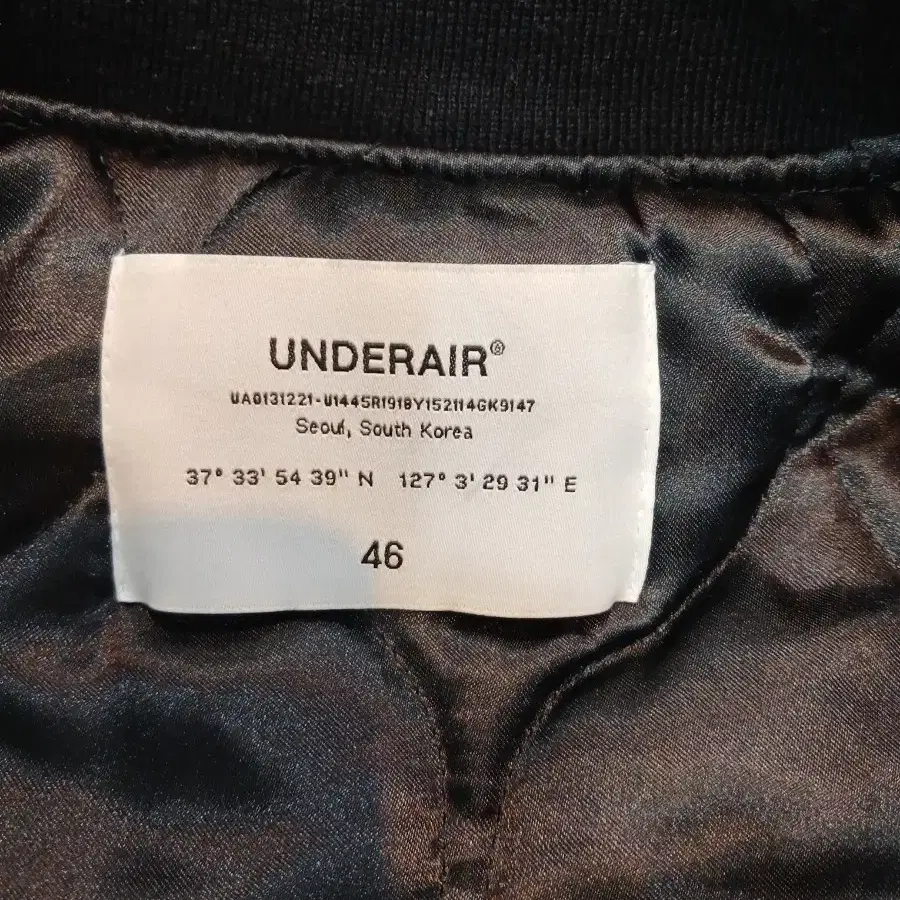 UNDERAIR®
UA0131221-U1445R1918Y152114GK9147
Seoul, South Korea
37° 33' 54 39" N 127° 3' 29 31" E
46